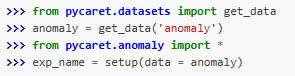 >>> from pycaret.datasets import get_data
>>> anomaly = get_data('anomaly')
>>> from pycaret.anomaly import *
>>> exp_name = setup(data = anomaly)